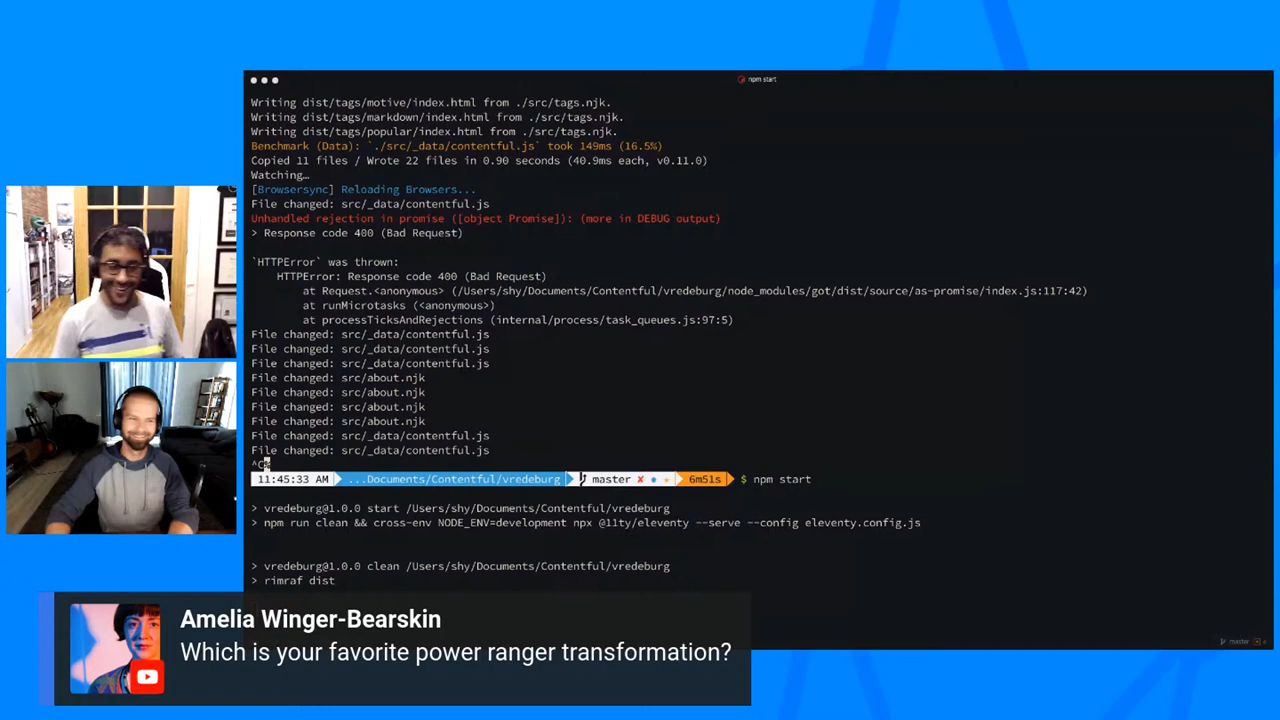 npm start
Writing dist/tags/motive/index.html from ./src/tags.njk.
Writing dist/tags/markdown/index.html from ./src/tags.njk.
Writing dist/tags/popular/index.html from ./src/tags.njk.
Benchmark (Data): `./src/_data/contentful.js` took 149ms (16.5%)
Copied 11 files / Wrote 22 files in 0.90 seconds (40.9ms each, v0.11.0)
Watching…
[Browsersync] Reloading Browsers...
File changed: src/_data/contentful.js
Unhandled rejection in promise ([object Promise]): (more in DEBUG output)
> Response code 400 (Bad Request)
`HTTPError` was thrown:
HTTPError: Response code 400 (Bad Request)
at Request.<anonymous> (/Users/shy/Documents/Contentful/vredeburg/node_modules/got/dist/source/as-promise/index.js:117:42)
at runMicrotasks (<anonymous>)
at processTicksAndRejections (internal/process/task_queues.js:97:5)
File changed: src/_data/contentful.js
File changed: src/_data/contentful.js
File changed: src/_data/contentful.js
File changed: src/about.njk
File changed: src/about.njk
File changed: src/about.njk
File changed: src/about.njk
File changed: src/_data/contentful.js
File changed: src/_data/contentful.js
^C
11:45:33 AM ...Documents/Contentful/vredeburg master ✘ 6m51s $ npm start
> vredeburg@1.0.0 start /Users/shy/Documents/Contentful/vredeburg
> npm run clean && cross-env NODE_ENV=development npx @11ty/eleventy --serve --config eleventy.config.js
> vredeburg@1.0.0 clean /Users/shy/Documents/Contentful/vredeburg
> rimraf dist
master
Amelia Winger-Bearskin
Which is your favorite power ranger transformation?